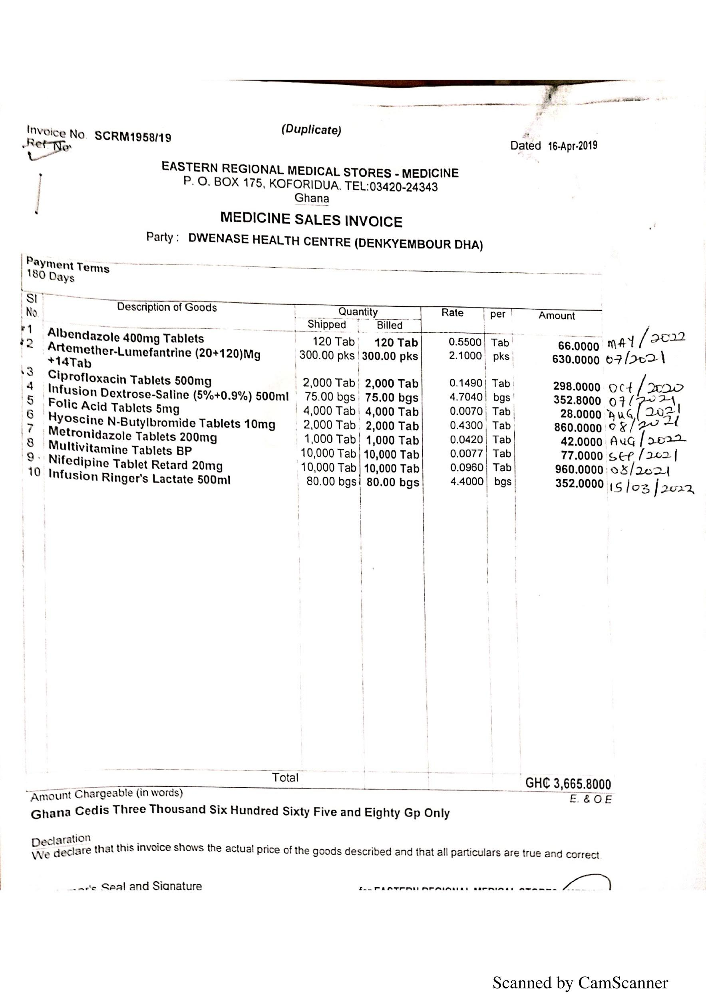 (Duplicate)
Invoice No. SCRM1958/19
Ref. No.
Dated 16-Apr-2019
EASTERN REGIONAL MEDICAL STORES - MEDICINE
P. O. BOX 175, KOFORIDUA. TEL:03420-24343
Ghana
MEDICINE SALES INVOICE
Party : DWENASE HEALTH CENTRE (DENKYEMBOUR DHA)
Payment Terms
180 Days
Sl No. Description of Goods Quantity Rate per Amount
Shipped Billed
1 Albendazole 400mg Tablets 120 Tab 120 Tab 0.5500 Tab 66.0000 MAY/2022
2 Artemether-Lumefantrine (20+120)Mg 300.00 pks 300.00 pks 2.1000 pks 630.0000 07/2021
+14Tab
3 Ciprofloxacin Tablets 500mg 2,000 Tab 2,000 Tab 0.1490 Tab 298.0000 Oct/2020
4 Infusion Dextrose-Saline (5%+0.9%) 500ml 75.00 bgs 75.00 bgs 4.7040 bgs 352.8000 07/2021
5 Folic Acid Tablets 5mg 4,000 Tab 4,000 Tab 0.0070 Tab 28.0000 AUG/2021
6 Hyoscine N-Butylbromide Tablets 10mg 2,000 Tab 2,000 Tab 0.4300 Tab 860.0000 08/2021
7 Metronidazole Tablets 200mg 1,000 Tab 1,000 Tab 0.0420 Tab 42.0000 AUG/2022
8 Multivitamine Tablets BP 10,000 Tab 10,000 Tab 0.0077 Tab 77.0000 SEP/2021
9 Nifedipine Tablet Retard 20mg 10,000 Tab 10,000 Tab 0.0960 Tab 960.0000 08/2021
10 Infusion Ringer's Lactate 500ml 80.00 bgs 80.00 bgs 4.4000 bgs 352.0000 15/03/2022
Total GH₵ 3,665.8000
Amount Chargeable (in words) E. & O.E
Ghana Cedis Three Thousand Six Hundred Sixty Five and Eighty Gp Only
Declaration
We declare that this invoice shows the actual price of the goods described and that all particulars are true and correct.
Seal and Signature for EASTERN REGIONAL MEDICAL STORES
Scanned by CamScanner